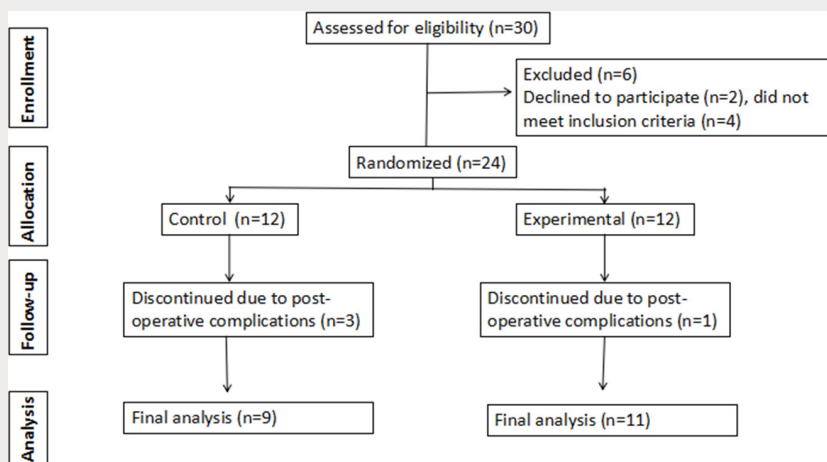 Assessed for eligibility (n=30)
Enrollment
Excluded (n=6)
Declined to participate (n=2), did not
meet inclusion criteria (n=4)
Randomized (n=24)
Allocation
Control (n=12)
Experimental (n=12)
Follow-up
Discontinued due to post-
operative complications (n=3)
Discontinued due to post-
operative complications (n=1)
Analysis
Final analysis (n=9)
Final analysis (n=11)